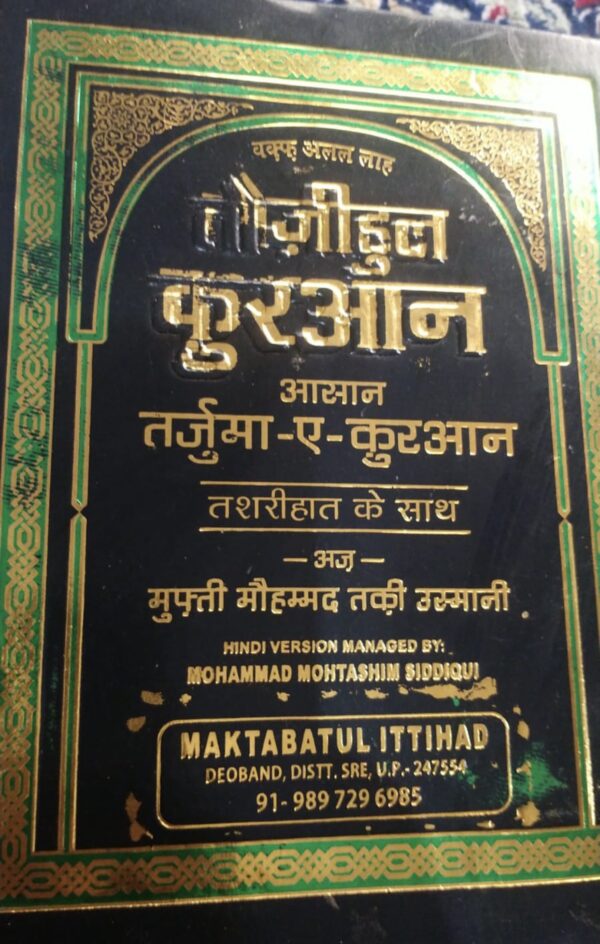 वक़्फ़ अलल लाह
तौज़ीहुल
क़ुरआन
आसान
तर्जुमा-ए-क़ुरआन
तशरीहात के साथ
— अज़ —
मुफ़्ती मौहम्मद तक़ी उस्मानी
HINDI VERSION MANAGED BY:
MOHAMMAD MOHTASHIM SIDDIQUI
MAKTABATUL ITTIHAD
DEOBAND, DISTT. SRE, U.P.- 247554
91- 989 729 6985